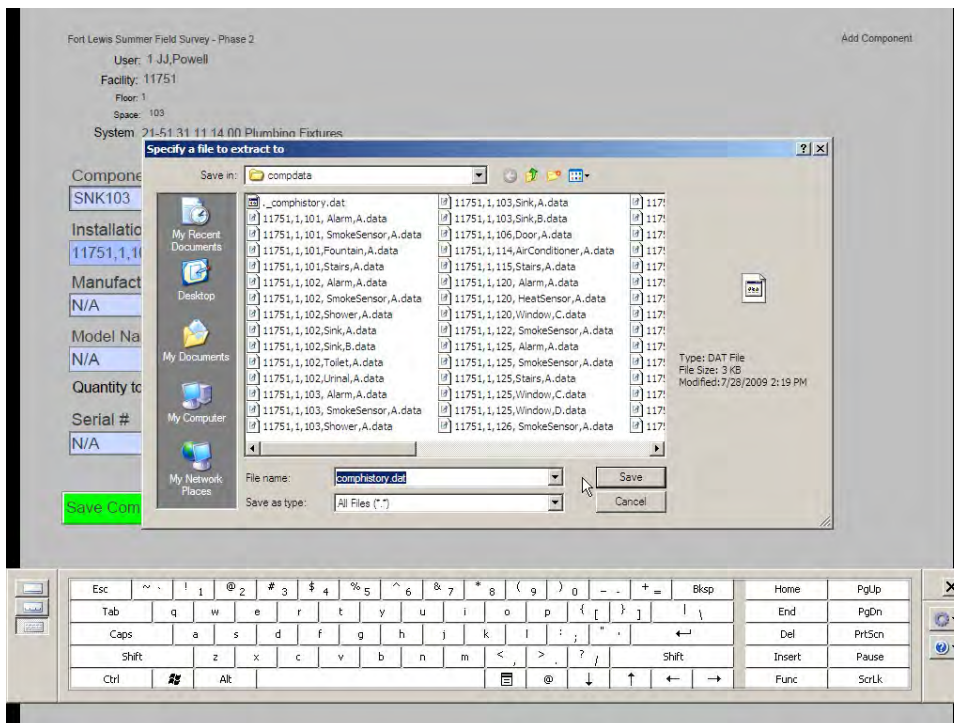 Fort Lewis Summer Field Survey - Phase 2 Add Component
User: 1 JJ,Powell
Facility: 11751
Floor: 1
Space: 103
System 21-51 31 11 14 00 Plumbing Fixtures
Specify a file to extract to
Compone
SNK103
Installatio
11751,1,10
Manufact
N/A
Model Na
N/A
Quantity to
Serial #
N/A
Save Com
Save in: compdata
My Recent Documents
Desktop
My Documents
My Computer
My Network Places
._comphistory.dat
11751,1,101, Alarm,A.data
11751,1,101, SmokeSensor,A.data
11751,1,101,Fountain,A.data
11751,1,101,Stairs,A.data
11751,1,102, Alarm,A.data
11751,1,102, SmokeSensor,A.data
11751,1,102,Shower,A.data
11751,1,102,Sink,A.data
11751,1,102,Sink,B.data
11751,1,102,Toilet,A.data
11751,1,102,Urinal,A.data
11751,1,103, Alarm,A.data
11751,1,103, SmokeSensor,A.data
11751,1,103,Shower,A.data
11751,1,103,Sink,A.data
11751,1,103,Sink,B.data
11751,1,106,Door,A.data
11751,1,114,AirConditioner,A.data
11751,1,115,Stairs,A.data
11751,1,120, Alarm,A.data
11751,1,120, HeatSensor,A.data
11751,1,120,Window,C.data
11751,1,122, SmokeSensor,A.data
11751,1,125, Alarm,A.data
11751,1,125, SmokeSensor,A.data
11751,1,125,Stairs,A.data
11751,1,125,Window,C.data
11751,1,125,Window,D.data
11751,1,126, SmokeSensor,A.data
Type: DAT File
File Size: 3 KB
Modified:7/28/2009 2:19 PM
File name: comphistory.dat Save
Save as type: All Files (*.*) Cancel
Esc ~ ` ! 1 @ 2 # 3 $ 4 % 5 ^ 6 & 7 * 8 ( 9 ) 0 _ - + = Bksp Home PgUp
Tab q w e r t y u i o p { [ } ] | \ End PgDn
Caps a s d f g h j k l : ; " ' Del PrtScn
Shift z x c v b n m < , > . ? / Shift Insert Pause
Ctrl Alt @ ↓ ↑ ← → Func ScrLk